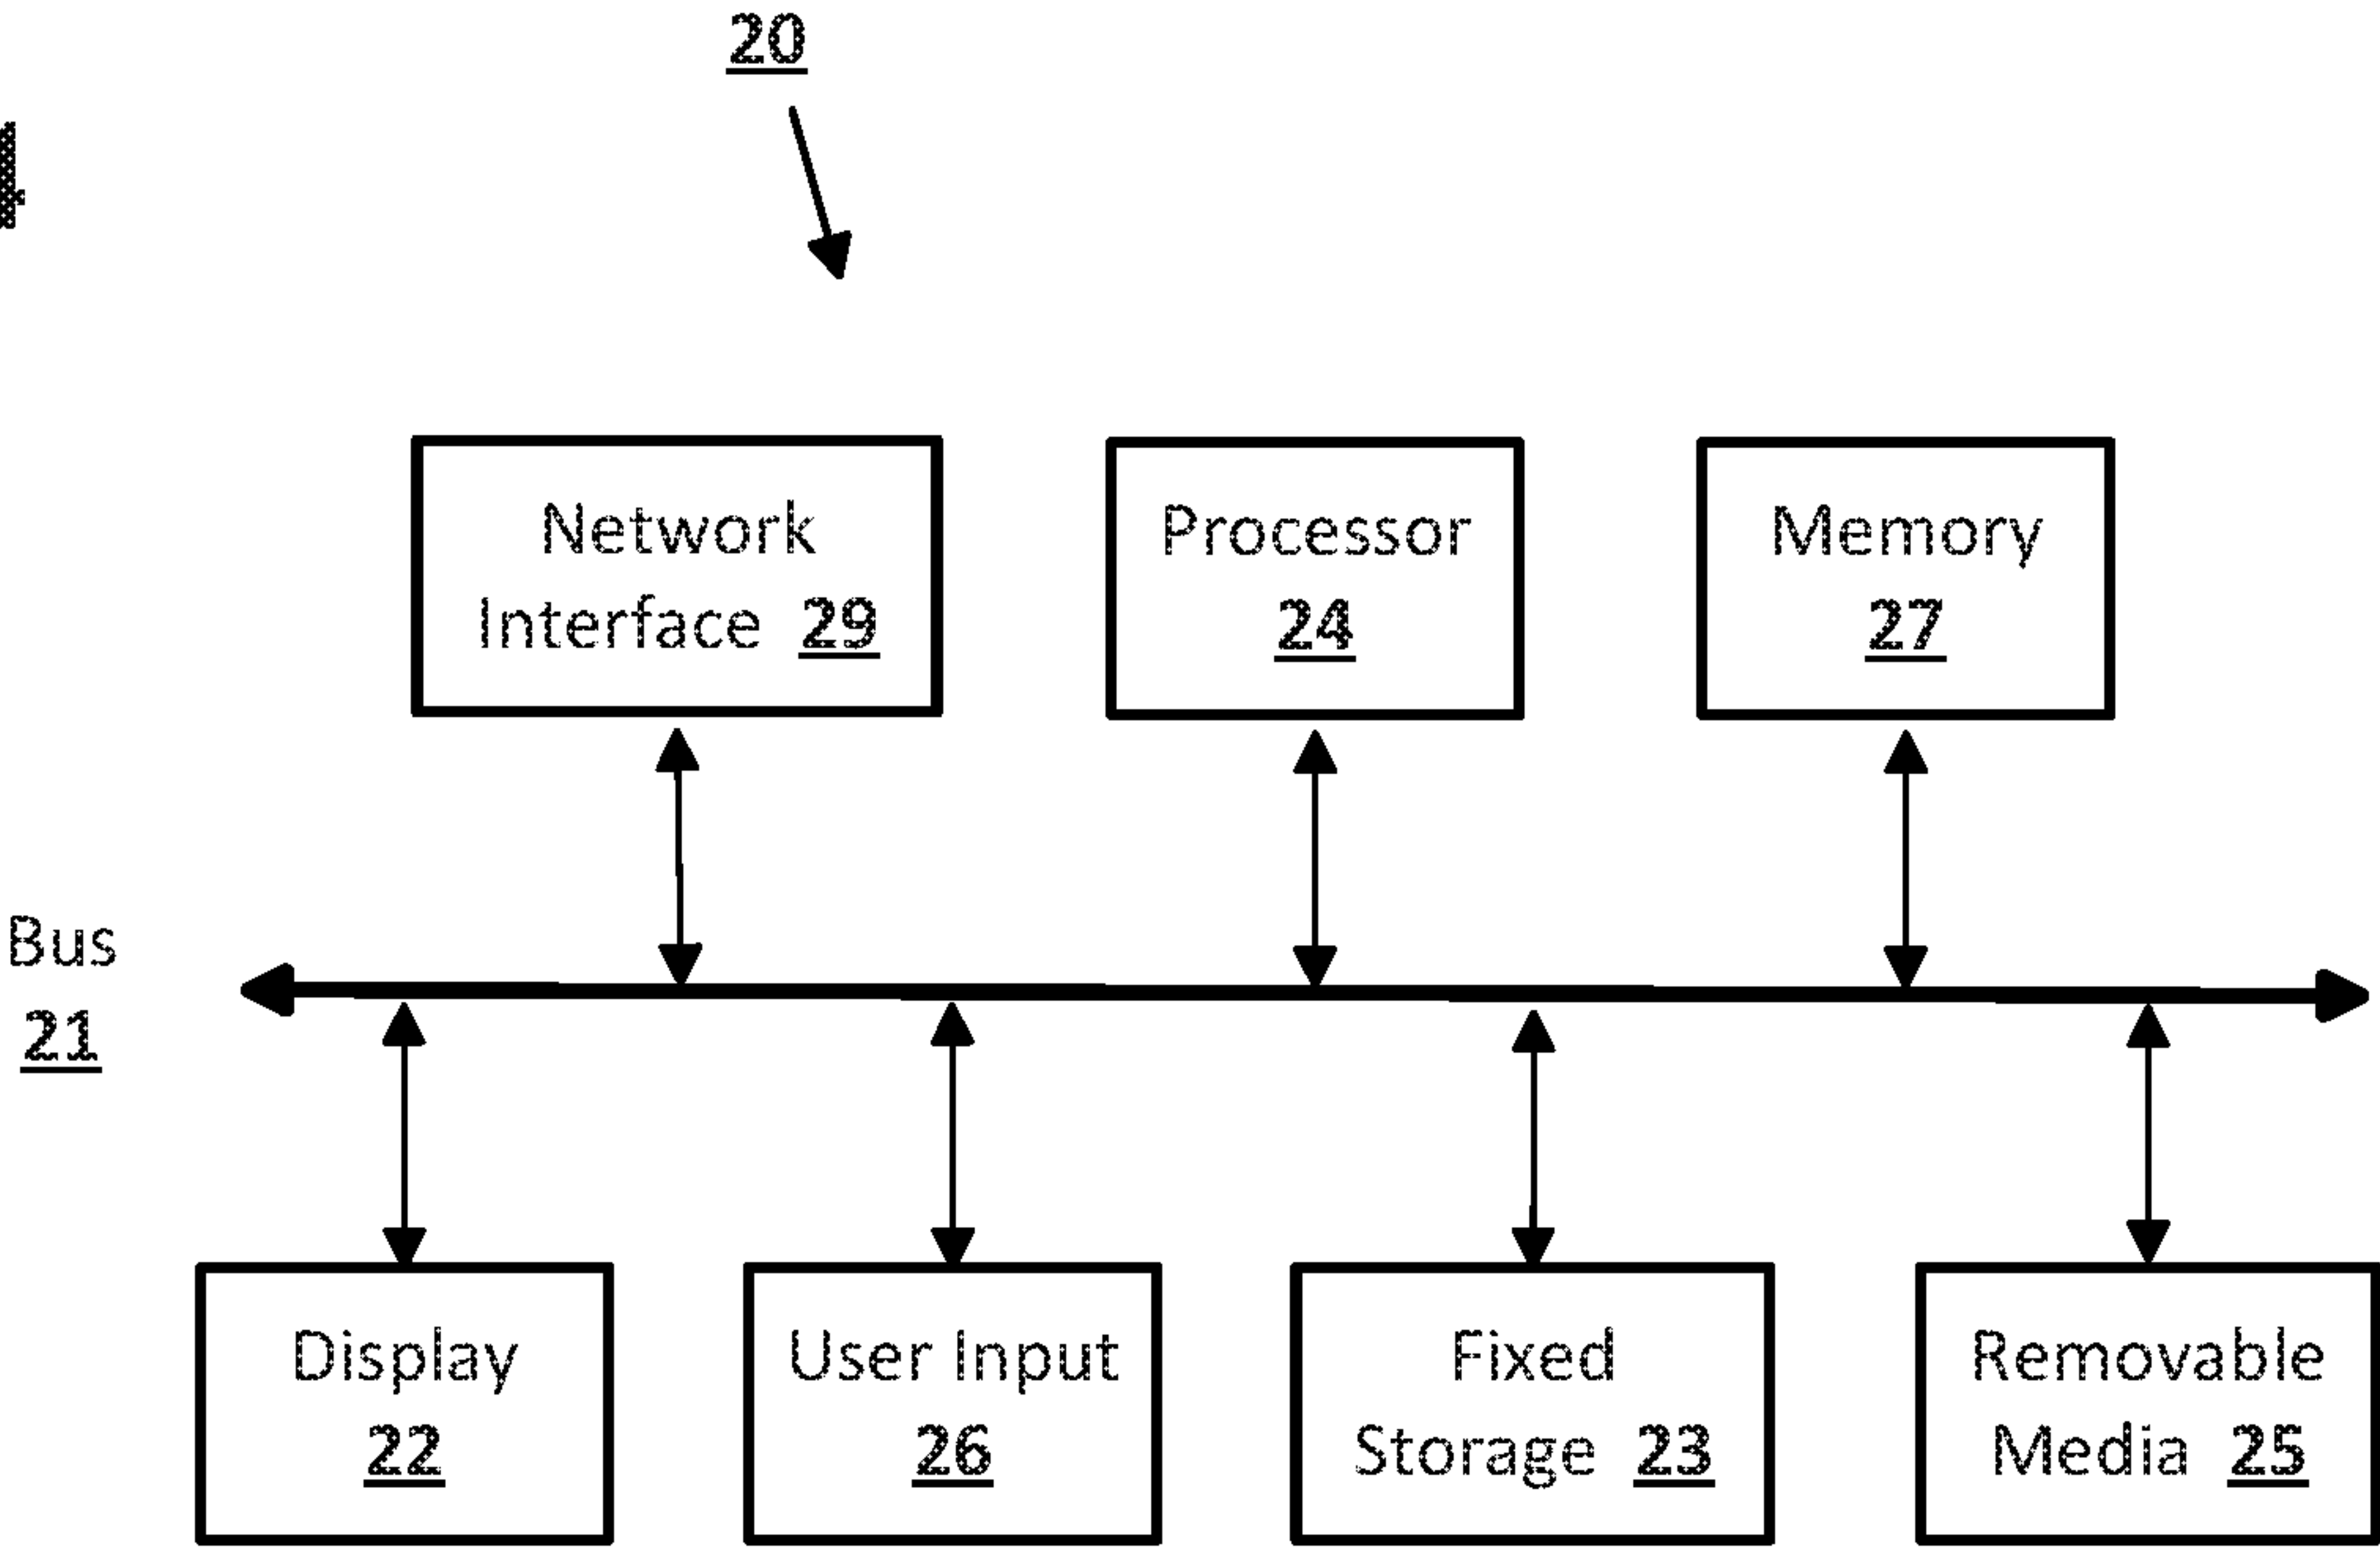 20
4
Network
Interface 29
Processor
24
Memory
27
Bus
21
Display
22
User Input
26
Fixed
Storage 23
Removable
Media 25